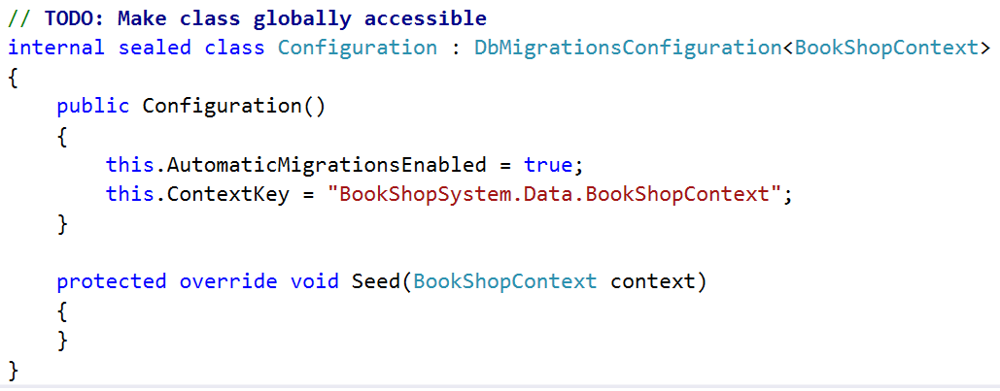 // TODO: Make class globally accessible
internal sealed class Configuration : DbMigrationsConfiguration<BookShopContext>
{
    public Configuration()
    {
        this.AutomaticMigrationsEnabled = true;
        this.ContextKey = "BookShopSystem.Data.BookShopContext";
    }

    protected override void Seed(BookShopContext context)
    {
    }
}